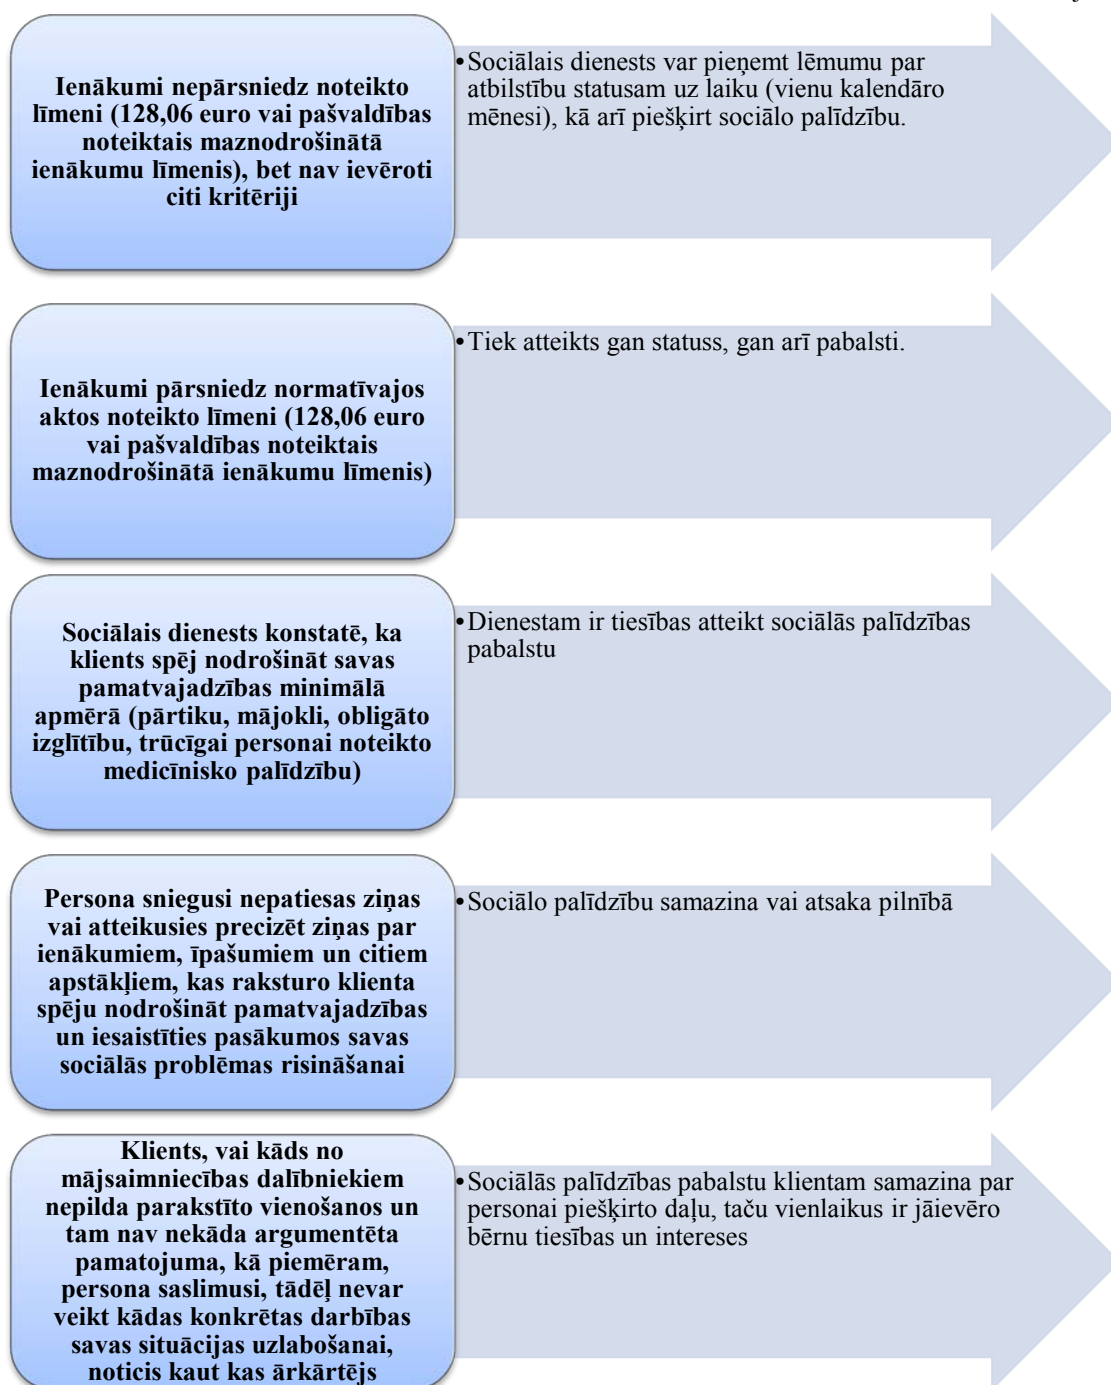 Ienākumi nepārsniedz noteikto
līmeni (128,06 euro vai pašvaldības
noteiktais maznodrošinātā
ienākumu līmenis), bet nav ievēroti
citi kritēriji
•Sociālais dienests var pieņemt lēmumu par
atbilstību statusam uz laiku (vienu kalendāro
mēnesi), kā arī piešķirt sociālo palīdzību.
Ienākumi pārsniedz normatīvajos
aktos noteikto līmeni (128,06 euro
vai pašvaldības noteiktais
maznodrošinātā ienākumu līmenis)
•Tiek atteikts gan statuss, gan arī pabalsti.
Sociālais dienests konstatē, ka
klients spēj nodrošināt savas
pamatvajadzības minimālā
apmērā (pārtiku, mājokli, obligāto
izglītību, trūcīgai personai noteikto
medicīnisko palīdzību)
•Dienestam ir tiesības atteikt sociālās palīdzības
pabalstu
Persona sniegusi nepatiesas ziņas
vai atteikusies precizēt ziņas par
ienākumiem, īpašumiem un citiem
apstākļiem, kas raksturo klienta
spēju nodrošināt pamatvajadzības
un iesaistīties pasākumos savas
sociālās problēmas risināšanai
•Sociālo palīdzību samazina vai atsaka pilnībā
Klients, vai kāds no
mājsaimniecības dalībniekiem
nepilda parakstīto vienošanos un
tam nav nekāda argumentēta
pamatojuma, kā piemēram,
persona saslimusi, tādēļ nevar
veikt kādas konkrētas darbības
savas situācijas uzlabošanai,
noticis kaut kas ārkārtējs
•Sociālās palīdzības pabalstu klientam samazina par
personai piešķirto daļu, taču vienlaikus ir jāievēro
bērnu tiesības un intereses